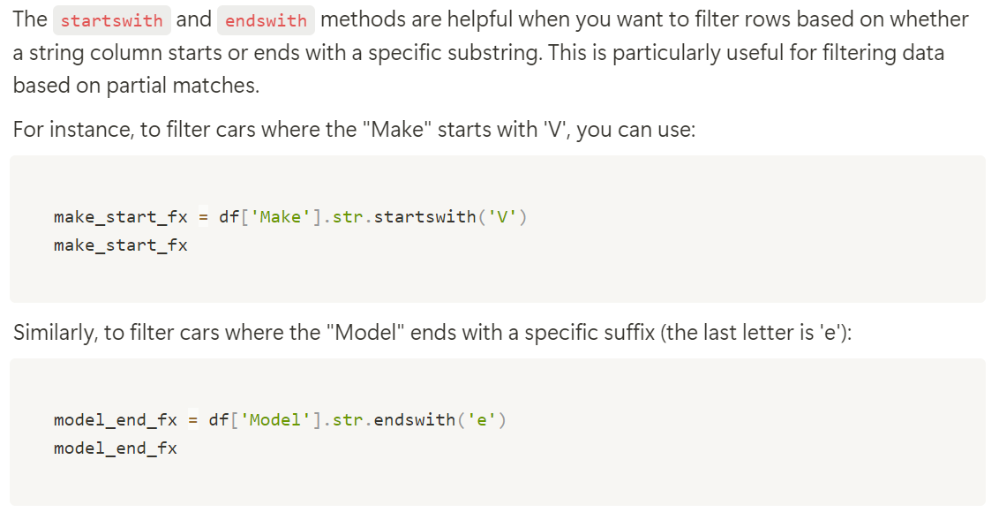 The startswith and endswith methods are helpful when you want to filter rows based on whether
a string column starts or ends with a specific substring. This is particularly useful for filtering data
based on partial matches.
For instance, to filter cars where the "Make" starts with 'V', you can use:
make_start_fx = df['Make'].str.startswith('V')
make_start_fx
Similarly, to filter cars where the "Model" ends with a specific suffix (the last letter is 'e'):
model_end_fx = df['Model'].str.endswith('e')
model_end_fx